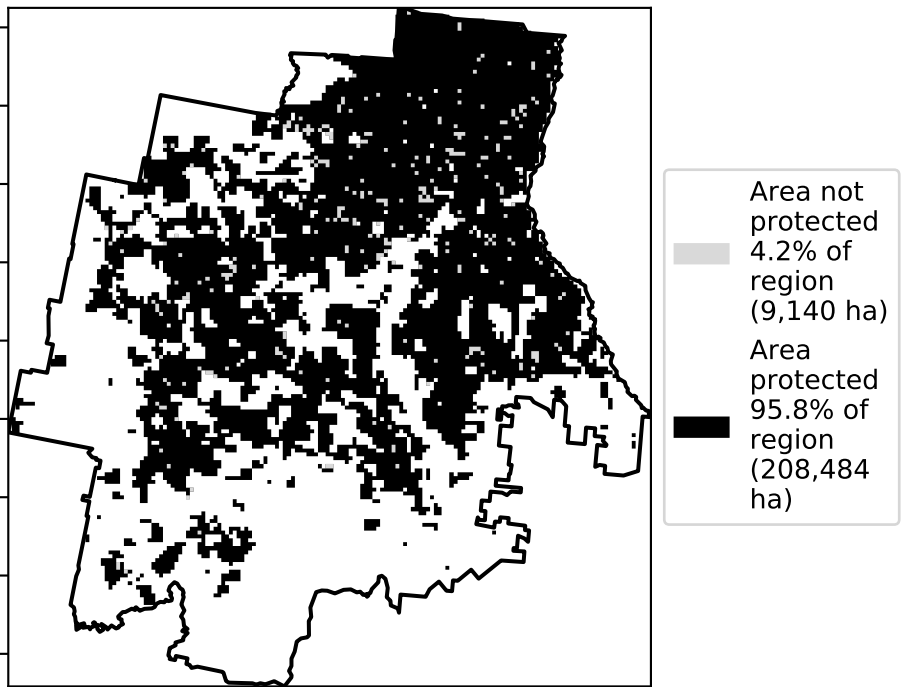 Area not
protected
4.2% of
region
(9,140 ha)
Area
protected
95.8% of
region
(208,484
ha)